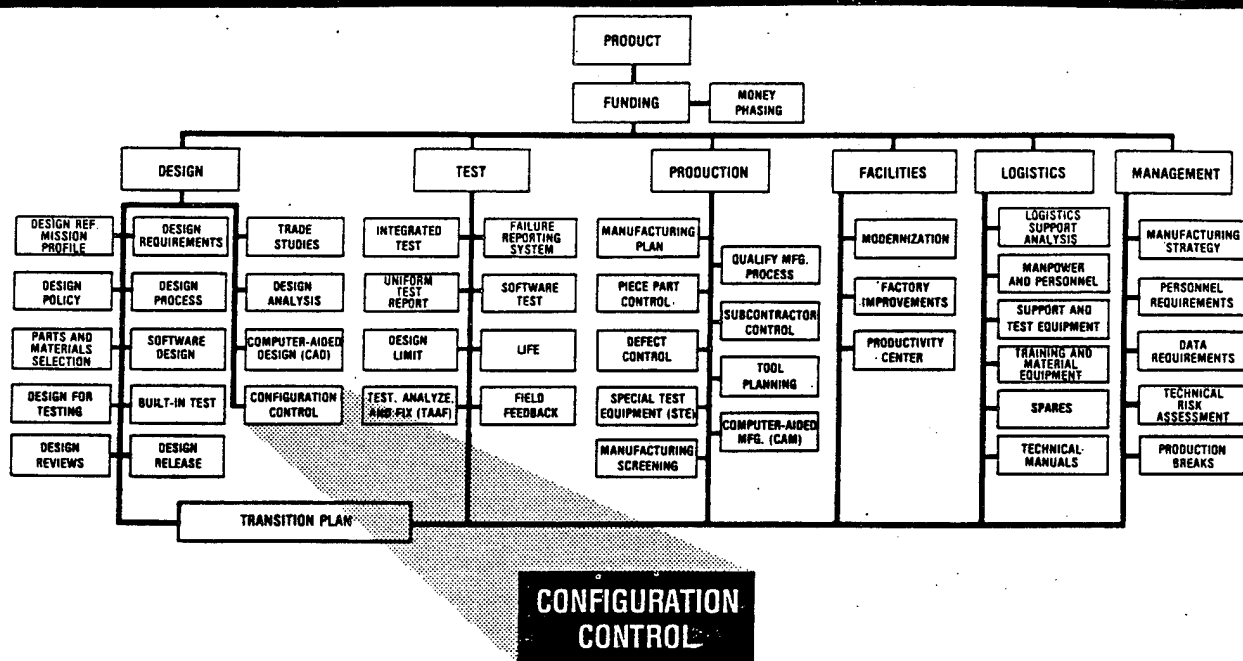 PRODUCT
FUNDING
MONEY
PHASING
DESIGN
TEST
PRODUCTION
FACILITIES
LOGISTICS
MANAGEMENT
DESIGN REF.
MISSION
PROFILE
DESIGN
REQUIREMENTS
TRADE
STUDIES
DESIGN
POLICY
DESIGN
PROCESS
DESIGN
ANALYSIS
PARTS AND
MATERIALS
SELECTION
SOFTWARE
DESIGN
COMPUTER-AIDED
DESIGN (CAD)
DESIGN FOR
TESTING
BUILT-IN TEST
CONFIGURATION
CONTROL
DESIGN
REVIEWS
DESIGN
RELEASE
INTEGRATED
TEST
FAILURE
REPORTING
SYSTEM
UNIFORM
TEST
REPORT
SOFTWARE
TEST
DESIGN
LIMIT
LIFE
TEST, ANALYZE,
AND FIX (TAAF)
FIELD
FEEDBACK
MANUFACTURING
PLAN
QUALIFY MFG.
PROCESS
PIECE PART
CONTROL
SUBCONTRACTOR
CONTROL
DEFECT
CONTROL
TOOL
PLANNING
SPECIAL TEST
EQUIPMENT (STE)
COMPUTER-AIDED
MFG. (CAM)
MANUFACTURING
SCREENING
MODERNIZATION
FACTORY
IMPROVEMENTS
PRODUCTIVITY
CENTER
LOGISTICS
SUPPORT
ANALYSIS
MANPOWER
AND PERSONNEL
SUPPORT AND
TEST EQUIPMENT
TRAINING AND
MATERIAL
EQUIPMENT
SPARES
TECHNICAL
MANUALS
MANUFACTURING
STRATEGY
PERSONNEL
REQUIREMENTS
DATA
REQUIREMENTS
TECHNICAL
RISK
ASSESSMENT
PRODUCTION
BREAKS
TRANSITION PLAN
CONFIGURATION
CONTROL